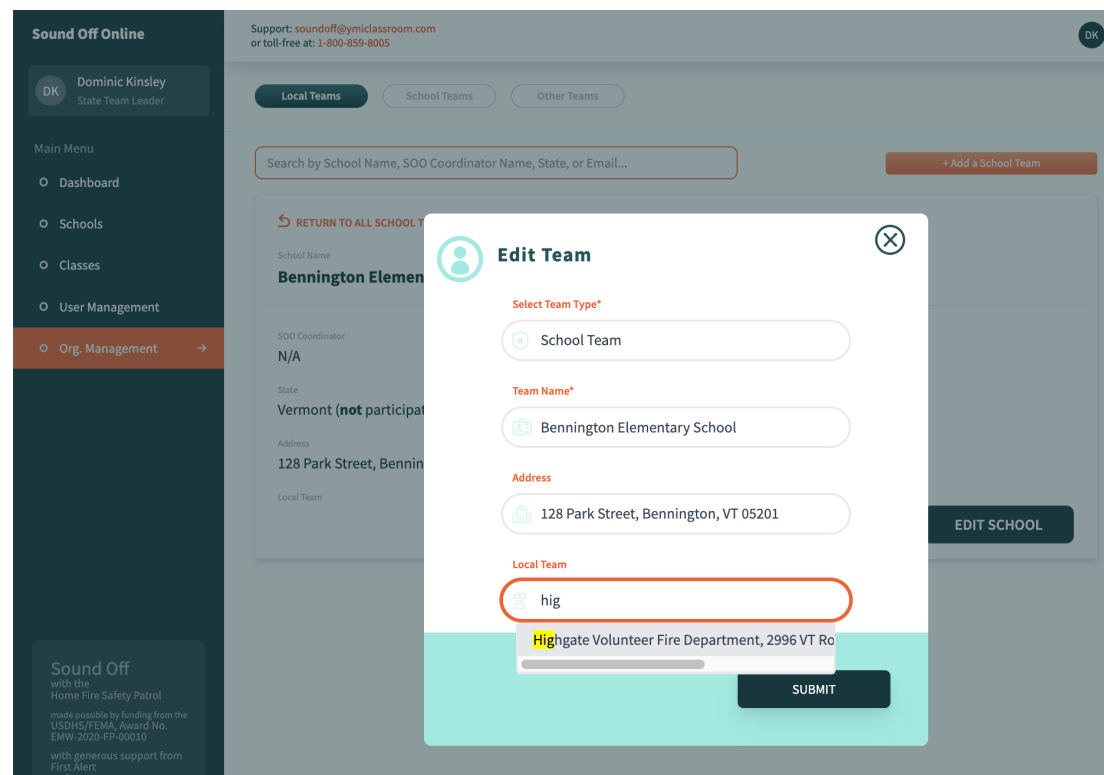 Sound Off Online
DK
Dominic Kinsley
State Team Leader
Main Menu
Dashboard
Schools
Classes
User Management
Org. Management →
Sound Off
with the
Home Fire Safety Patrol
made possible by funding from the
USDHS/FEMA, Award No.
EMW-2020-FP-00010
with generous support from
First Alert
Support: soundoff@ymiclassroom.com
or toll-free at: 1-800-859-8005
DK
Local Teams
School Teams
Other Teams
Search by School Name, SOO Coordinator Name, State, or Email...
+ Add a School Team
RETURN TO ALL SCHOOL T
School Name
Bennington Elemen
SOO Coordinator
N/A
State
Vermont (not participat
Address
128 Park Street, Bennin
Local Team
EDIT SCHOOL
Edit Team
Select Team Type*
School Team
Team Name*
Bennington Elementary School
Address
128 Park Street, Bennington, VT 05201
Local Team
hig
Highgate Volunteer Fire Department, 2996 VT Ro
SUBMIT